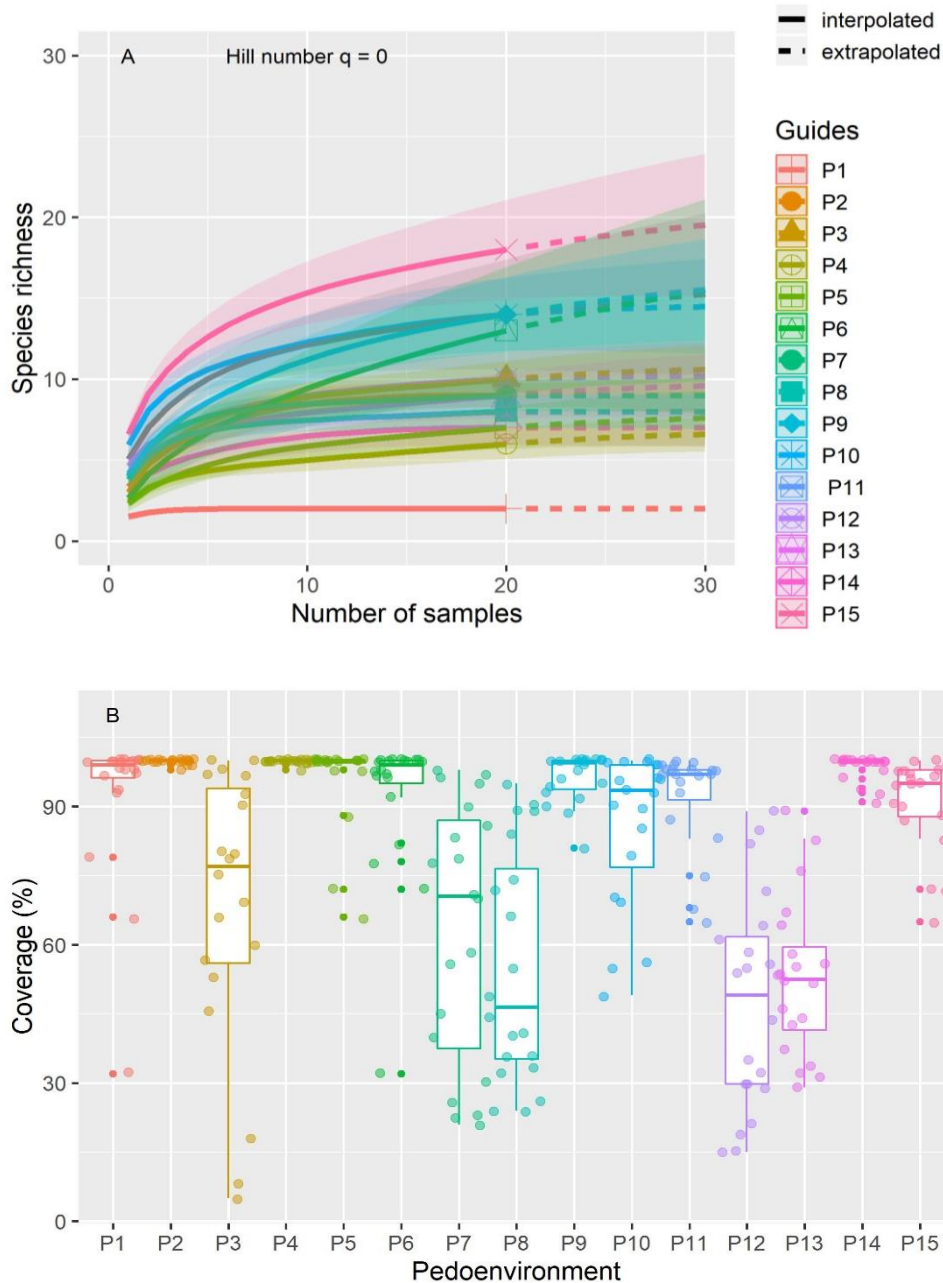 interpolated
extrapolated
A
Hill number q = 0
30
20
10
0
Species richness
0
10
20
30
Number of samples
Guides
P1
P2
P3
P4
P5
P6
P7
P8
P9
P10
P11
P12
P13
P14
P15
B
90
60
30
0
Coverage (%)
P1 P2 P3 P4 P5 P6 P7 P8 P9 P10 P11 P12 P13 P14 P15
Pedoenvironment